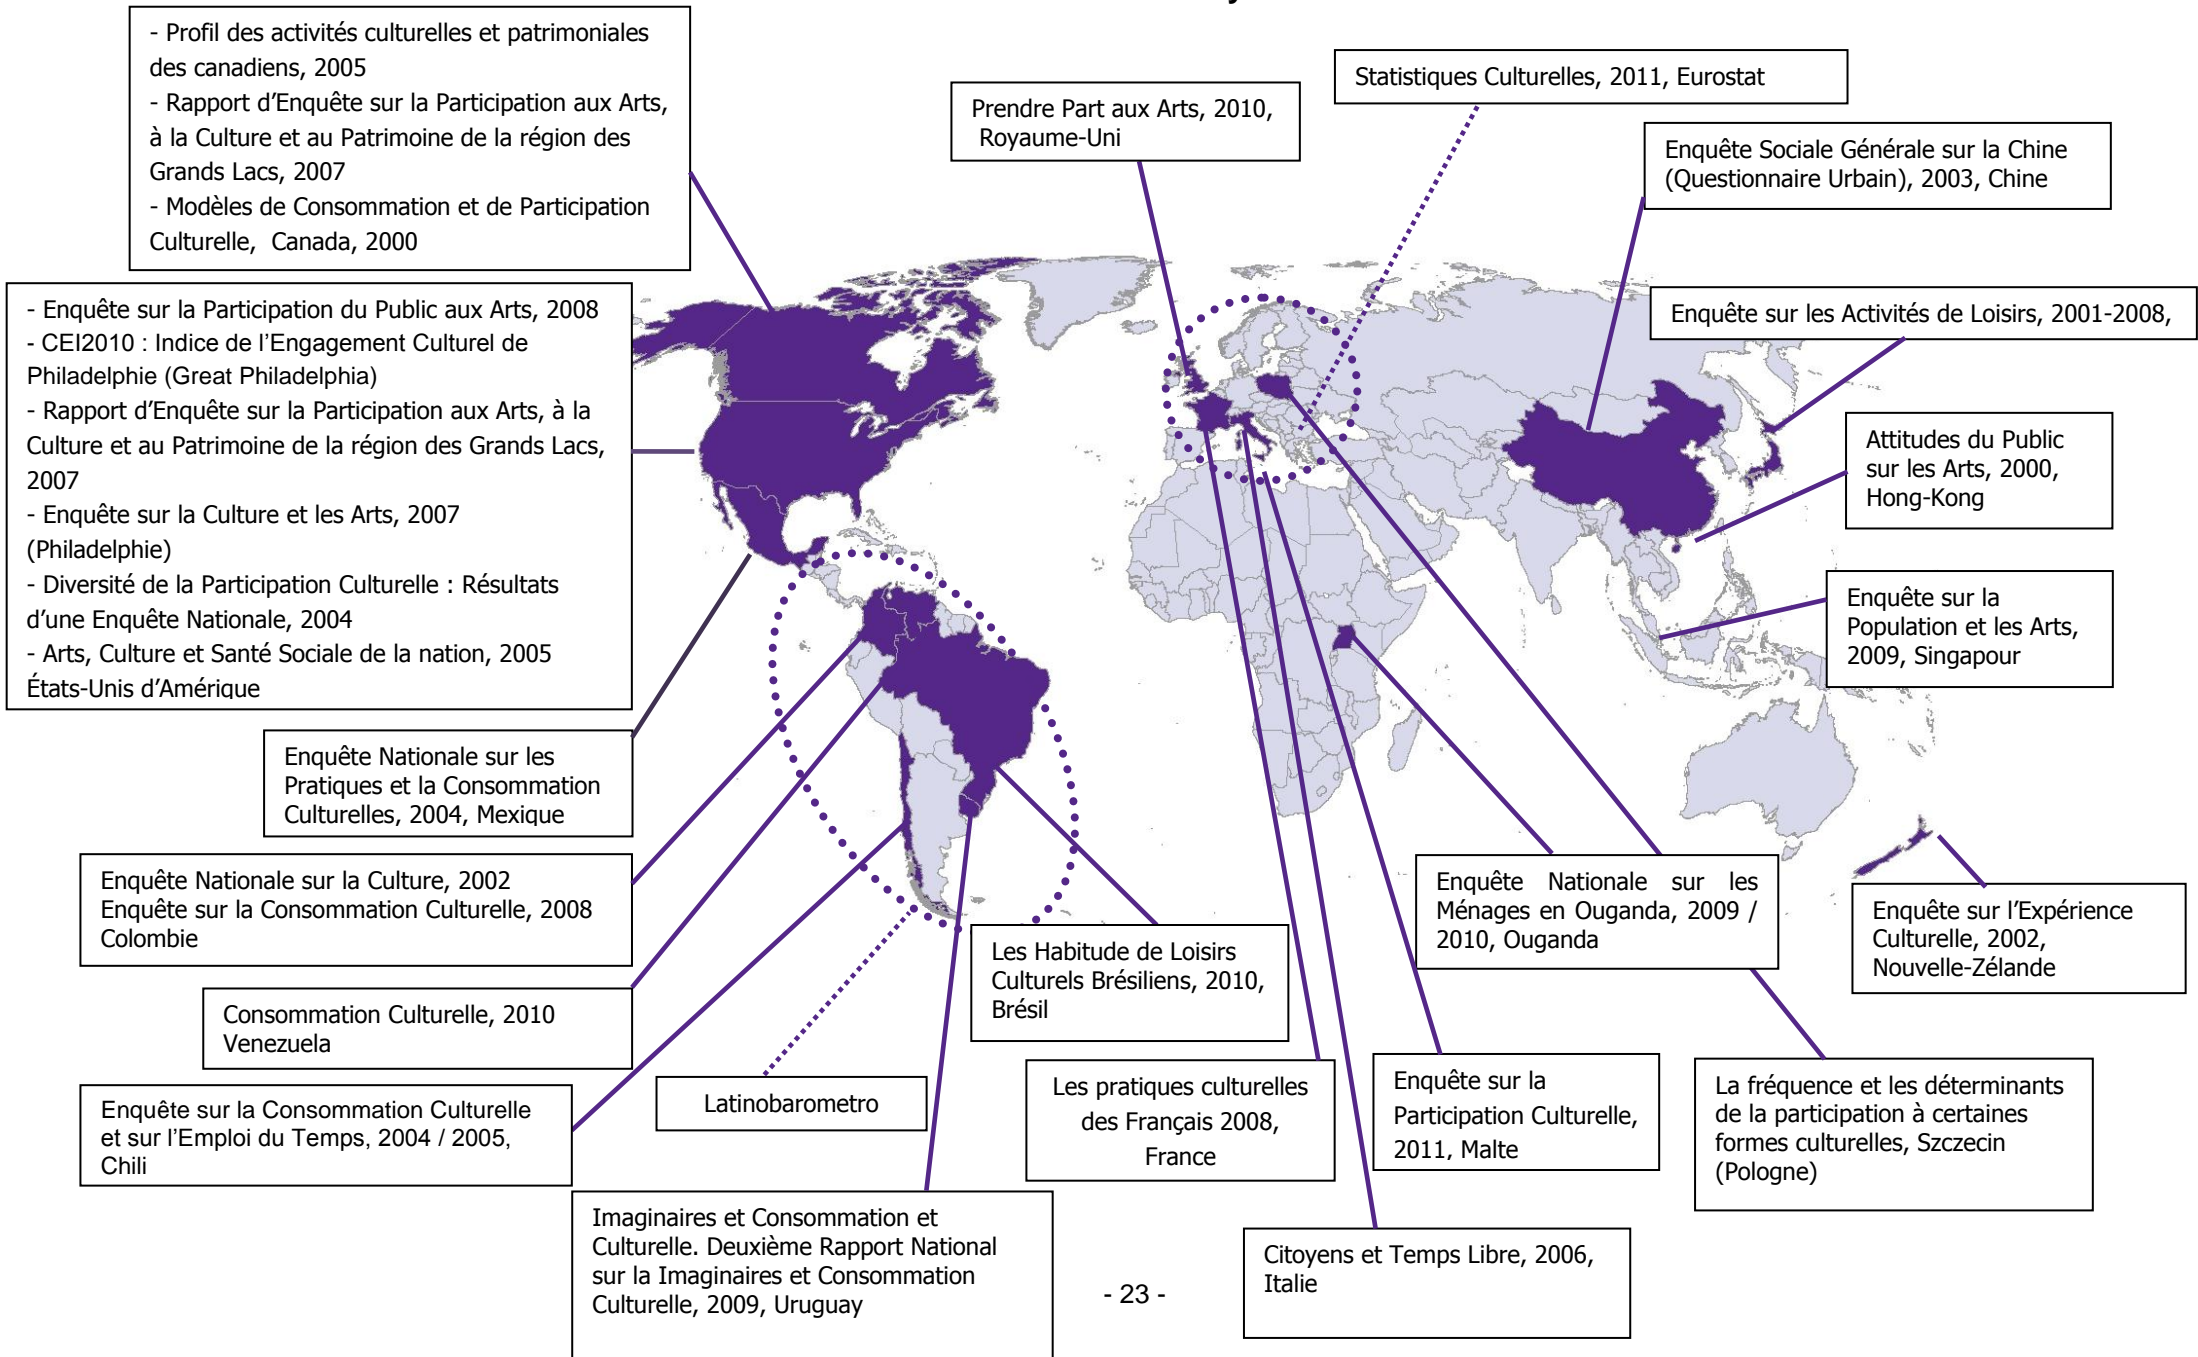 - Profil des activités culturelles et patrimoniales
des canadiens, 2005
- Rapport d'Enquête sur la Participation aux Arts,
à la Culture et au Patrimoine de la région des
Grands Lacs, 2007
- Modèles de Consommation et de Participation
Culturelle, Canada, 2000
Prendre Part aux Arts, 2010,
Royaume-Uni
Statistiques Culturelles, 2011, Eurostat
Enquête Sociale Générale sur la Chine
(Questionnaire Urbain), 2003, Chine
- Enquête sur la Participation du Public aux Arts, 2008
- CEI2010 : Indice de l'Engagement Culturel de
Philadelphie (Great Philadelphia)
- Rapport d'Enquête sur la Participation aux Arts, à la
Culture et au Patrimoine de la région des Grands Lacs,
2007
- Enquête sur la Culture et les Arts, 2007
(Philadelphie)
- Diversité de la Participation Culturelle : Résultats
d'une Enquête Nationale, 2004
- Arts, Culture et Santé Sociale de la nation, 2005
États-Unis d'Amérique
Enquête sur les Activités de Loisirs, 2001-2008,
Attitudes du Public
sur les Arts, 2000,
Hong-Kong
Enquête sur la
Population et les Arts,
2009, Singapour
Enquête Nationale sur les
Pratiques et la Consommation
Culturelles, 2004, Mexique
Enquête Nationale sur la Culture, 2002
Enquête sur la Consommation Culturelle, 2008
Colombie
Enquête Nationale sur les
Ménages en Ouganda, 2009 /
2010, Ouganda
Enquête sur l'Expérience
Culturelle, 2002,
Nouvelle-Zélande
Les Habitude de Loisirs
Culturels Brésiliens, 2010,
Brésil
Consommation Culturelle, 2010
Venezuela
Enquête sur la Consommation Culturelle
et sur l'Emploi du Temps, 2004 / 2005,
Chili
Latinobarometro
Les pratiques culturelles
des Français 2008,
France
Enquête sur la
Participation Culturelle,
2011, Malte
La fréquence et les déterminants
de la participation à certaines
formes culturelles, Szczecin
(Pologne)
Imaginaires et Consommation et
Culturelle. Deuxième Rapport National
sur la Imaginaires et Consommation
Culturelle, 2009, Uruguay
Citoyens et Temps Libre, 2006,
Italie
- 23 -